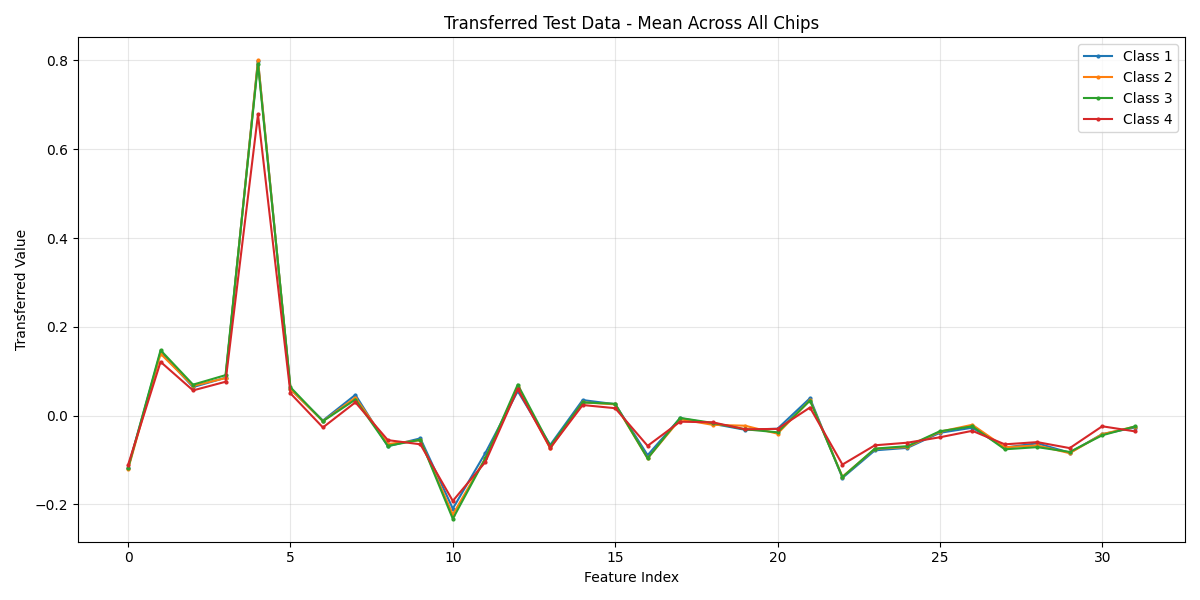 Transferred Test Data - Mean Across All Chips
Class 1
Class 2
Class 3
Class 4
Transferred Value
0.8
0.6
0.4
0.2
0.0
−0.2
0 5 10 15 20 25 30
Feature Index